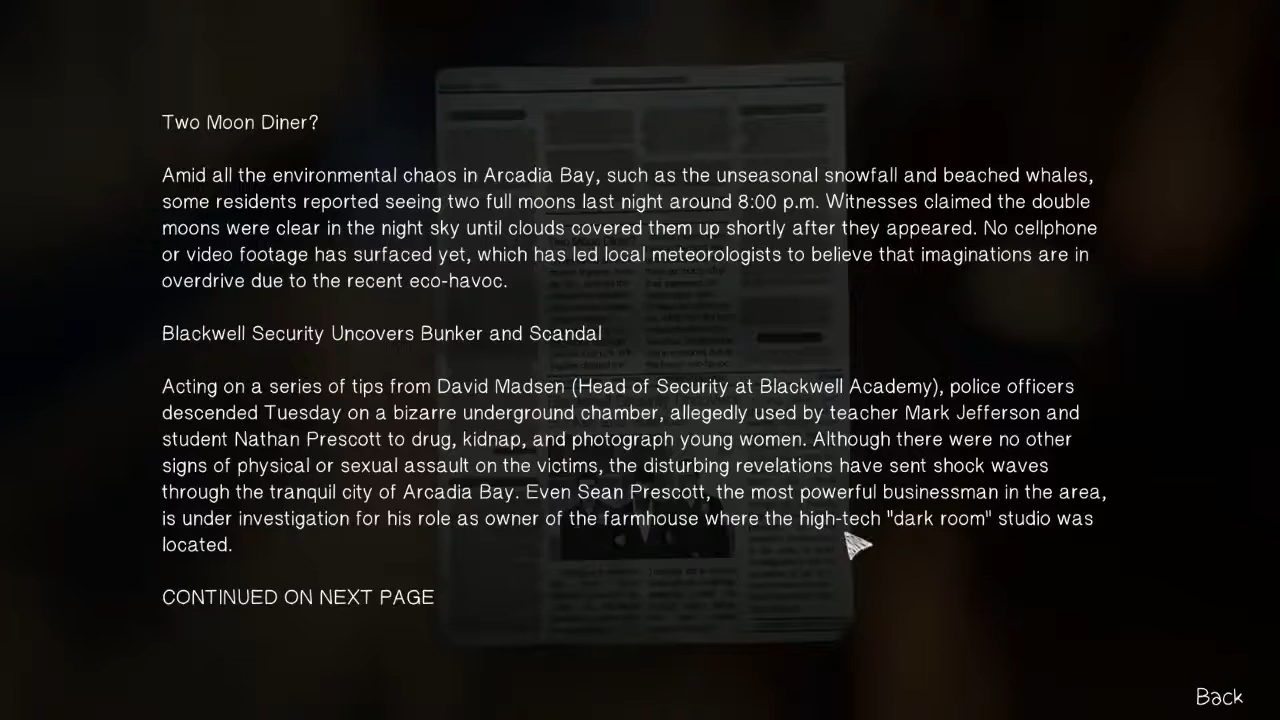 Two Moon Diner?
Amid all the environmental chaos in Arcadia Bay, such as the unseasonal snowfall and beached whales,
some residents reported seeing two full moons last night around 8:00 p.m. Witnesses claimed the double
moons were clear in the night sky until clouds covered them up shortly after they appeared. No cellphone
or video footage has surfaced yet, which has led local meteorologists to believe that imaginations are in
overdrive due to the recent eco-havoc.
Blackwell Security Uncovers Bunker and Scandal
Acting on a series of tips from David Madsen (Head of Security at Blackwell Academy), police officers
descended Tuesday on a bizarre underground chamber, allegedly used by teacher Mark Jefferson and
student Nathan Prescott to drug, kidnap, and photograph young women. Although there were no other
signs of physical or sexual assault on the victims, the disturbing revelations have sent shock waves
through the tranquil city of Arcadia Bay. Even Sean Prescott, the most powerful businessman in the area,
is under investigation for his role as owner of the farmhouse where the high-tech "dark room" studio was
located.
CONTINUED ON NEXT PAGE
Back